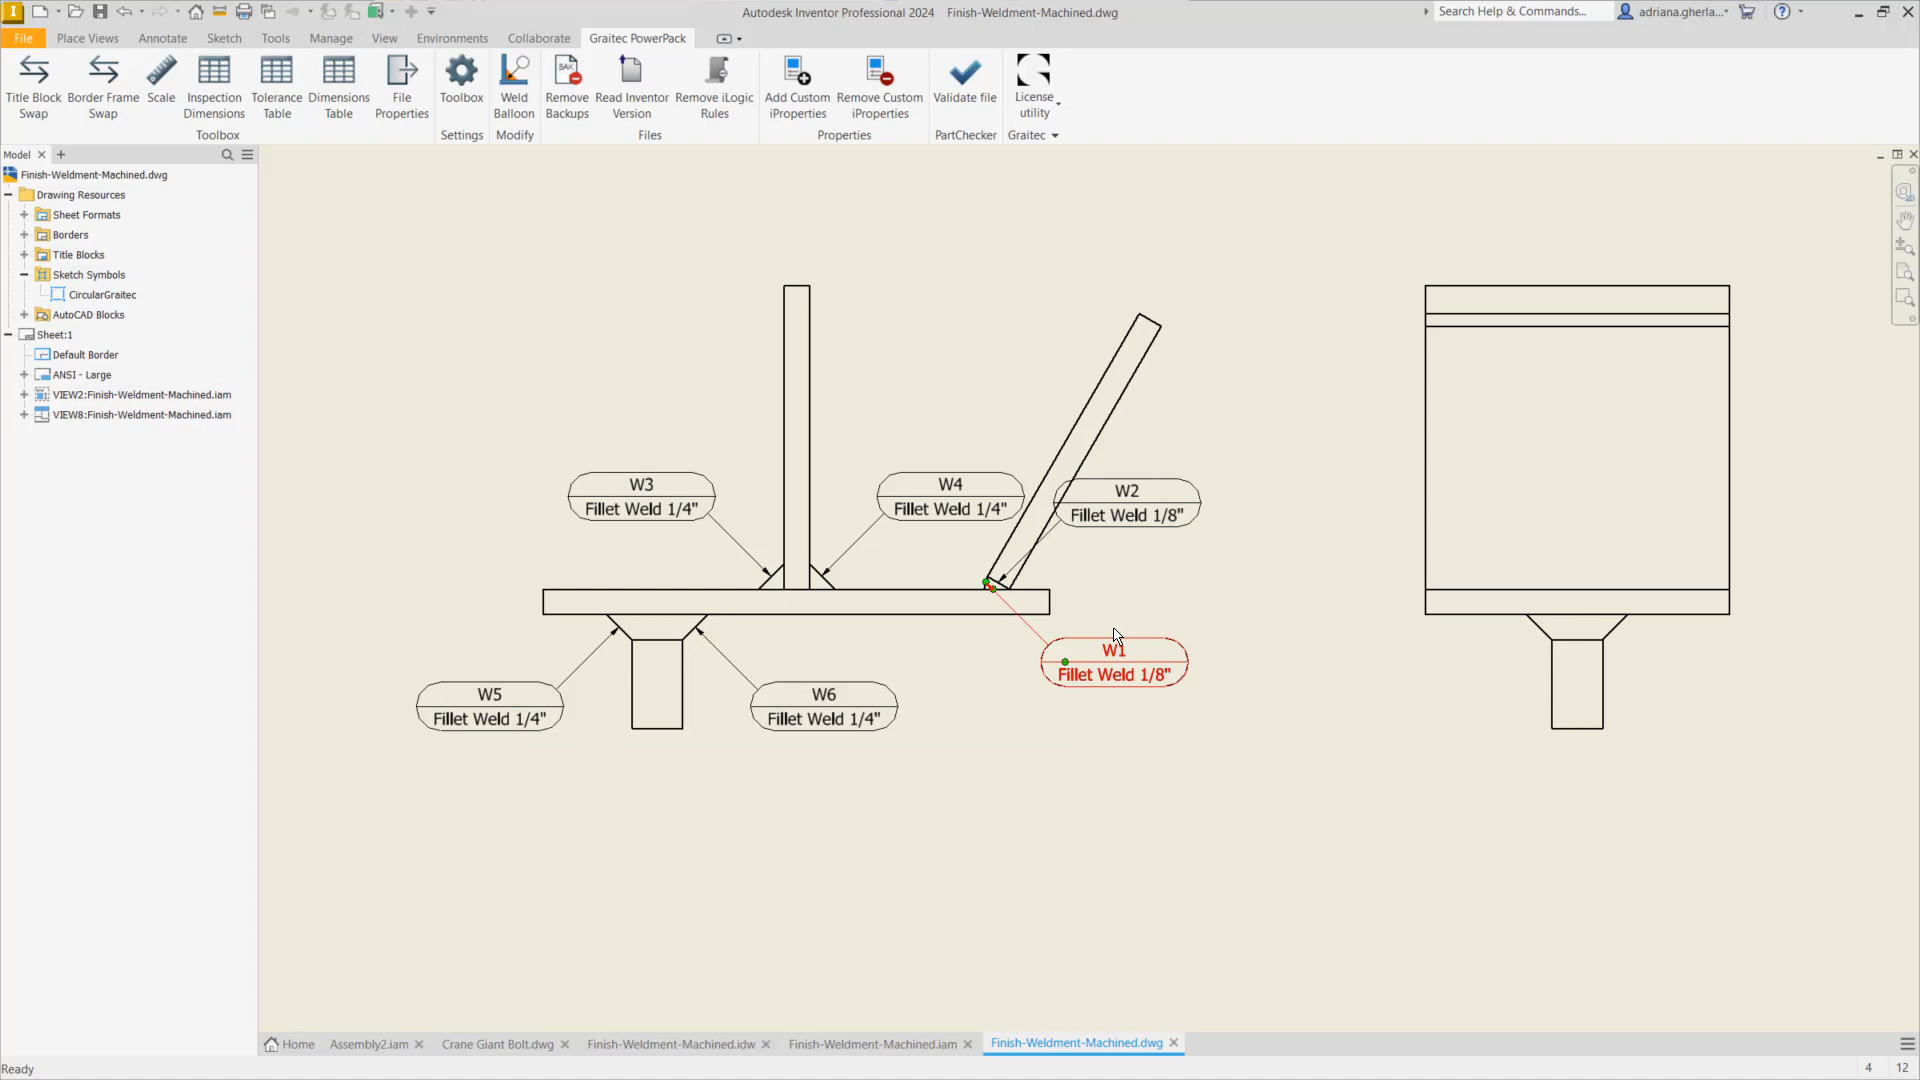 Autodesk Inventor Professional 2024 Finish-Weldment-Machined.dwg
Search Help & Commands...
adriana.gherla...
File Place Views Annotate Sketch Tools Manage View Environments Collaborate Graitec PowerPack
Title Block Swap
Border Frame Swap
Scale
Inspection Dimensions
Tolerance Table
Dimensions Table
File Properties
Toolbox
Weld Balloon
BAK
Remove Backups
Read Inventor Version
Remove iLogic Rules
Add Custom iProperties
Remove Custom iProperties
Validate file
License utility
Toolbox Settings Modify Files Properties PartChecker Graitec
Model
Finish-Weldment-Machined.dwg
Drawing Resources
Sheet Formats
Borders
Title Blocks
Sketch Symbols
CircularGraitec
AutoCAD Blocks
Sheet:1
Default Border
ANSI - Large
VIEW2:Finish-Weldment-Machined.iam
VIEW8:Finish-Weldment-Machined.iam
W3
Fillet Weld 1/4"
W4
Fillet Weld 1/4"
W2
Fillet Weld 1/8"
W1
Fillet Weld 1/8"
W5
Fillet Weld 1/4"
W6
Fillet Weld 1/4"
Home Assembly2.iam Crane Giant Bolt.dwg Finish-Weldment-Machined.idw Finish-Weldment-Machined.iam Finish-Weldment-Machined.dwg
Ready
4 12